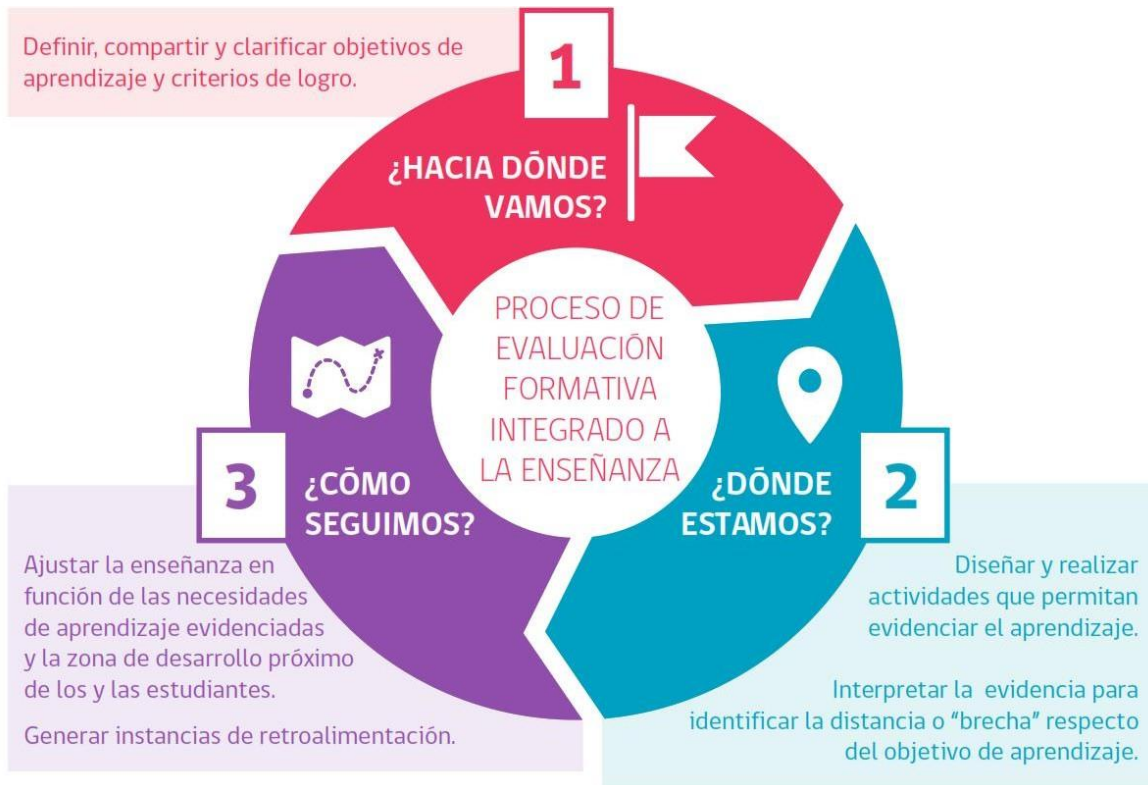 Definir, compartir y clarificar objetivos de
aprendizaje y criterios de logro.
1
¿HACIA DÓNDE
VAMOS?
PROCESO DE
EVALUACIÓN
FORMATIVA
INTEGRADO A
LA ENSEÑANZA
2
¿DÓNDE
ESTAMOS?
Diseñar y realizar
actividades que permitan
evidenciar el aprendizaje.
Interpretar la evidencia para
identificar la distancia o “brecha” respecto
del objetivo de aprendizaje.
3
¿CÓMO
SEGUIMOS?
Ajustar la enseñanza en
función de las necesidades
de aprendizaje evidenciadas
y la zona de desarrollo próximo
de los y las estudiantes.
Generar instancias de retroalimentación.